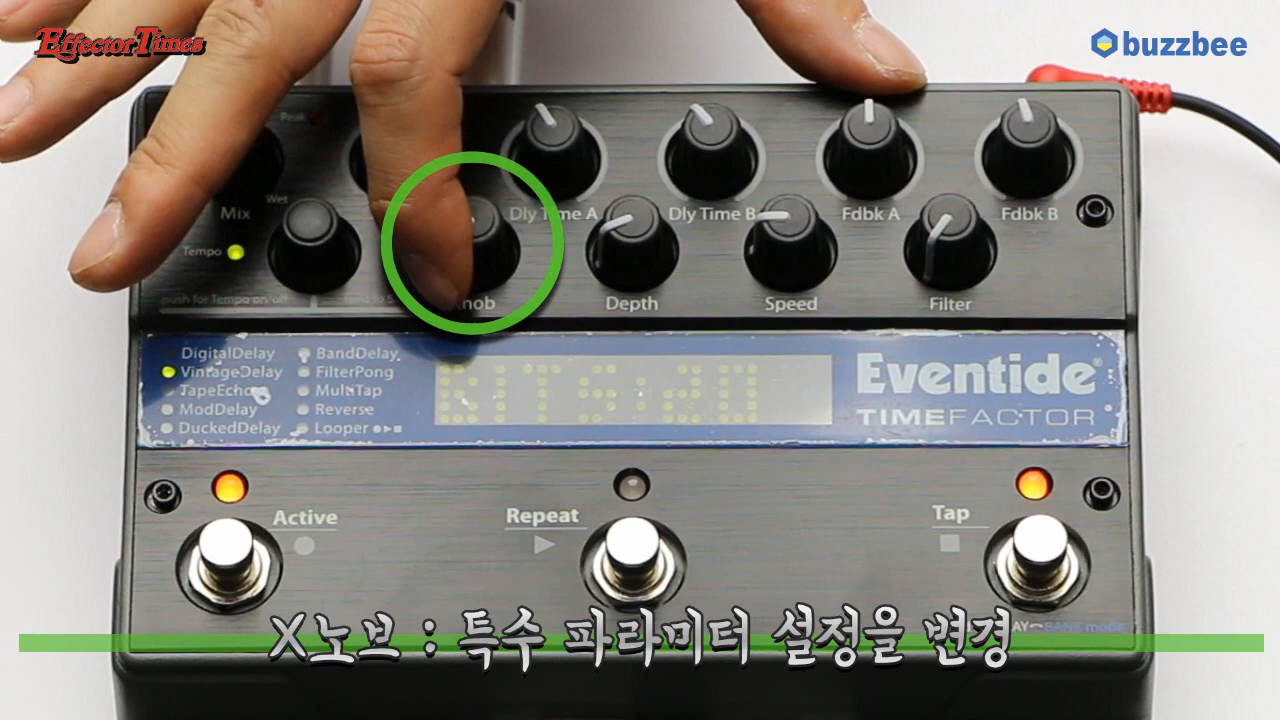 EffectorTimes
buzzbee
Peak
Wet
Mix
Dly Time A
Dly Time B
Fdbk A
Fdbk B
Tempo
push for Tempo on/off
Depth
Speed
Filter
DigitalDelay
VintageDelay
TapeEcho
ModDelay
DuckedDelay
BandDelay
FilterPong
MultiTap
Reverse
Looper
BITS:20
Eventide®
TIMEFACTOR
Active
Repeat
Tap
BANK mode
X노브 : 특수 파라미터 설정을 변경